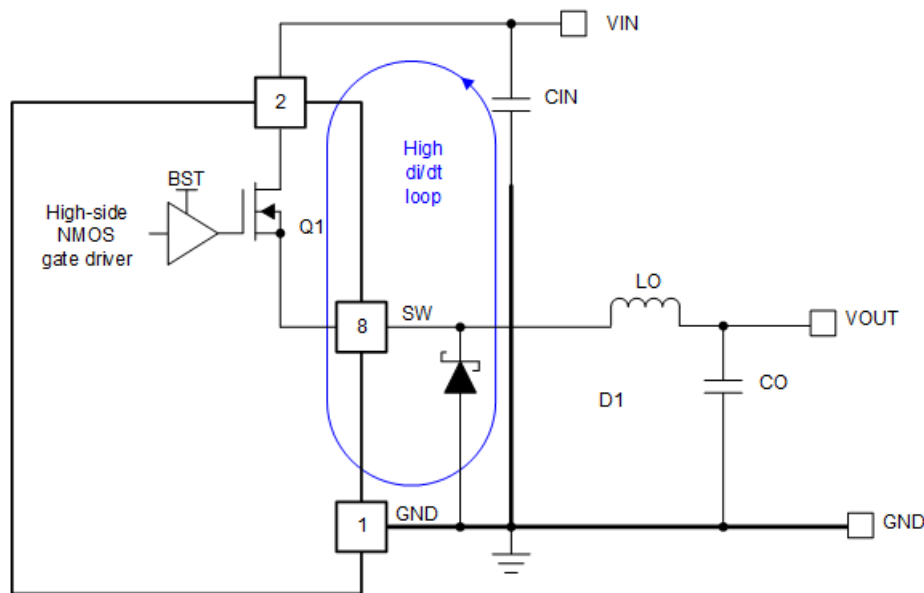 VIN
2
CIN
High
di/dt
loop
BST
High-side
NMOS
gate driver
Q1
LO
8
SW
VOUT
CO
D1
1
GND
GND